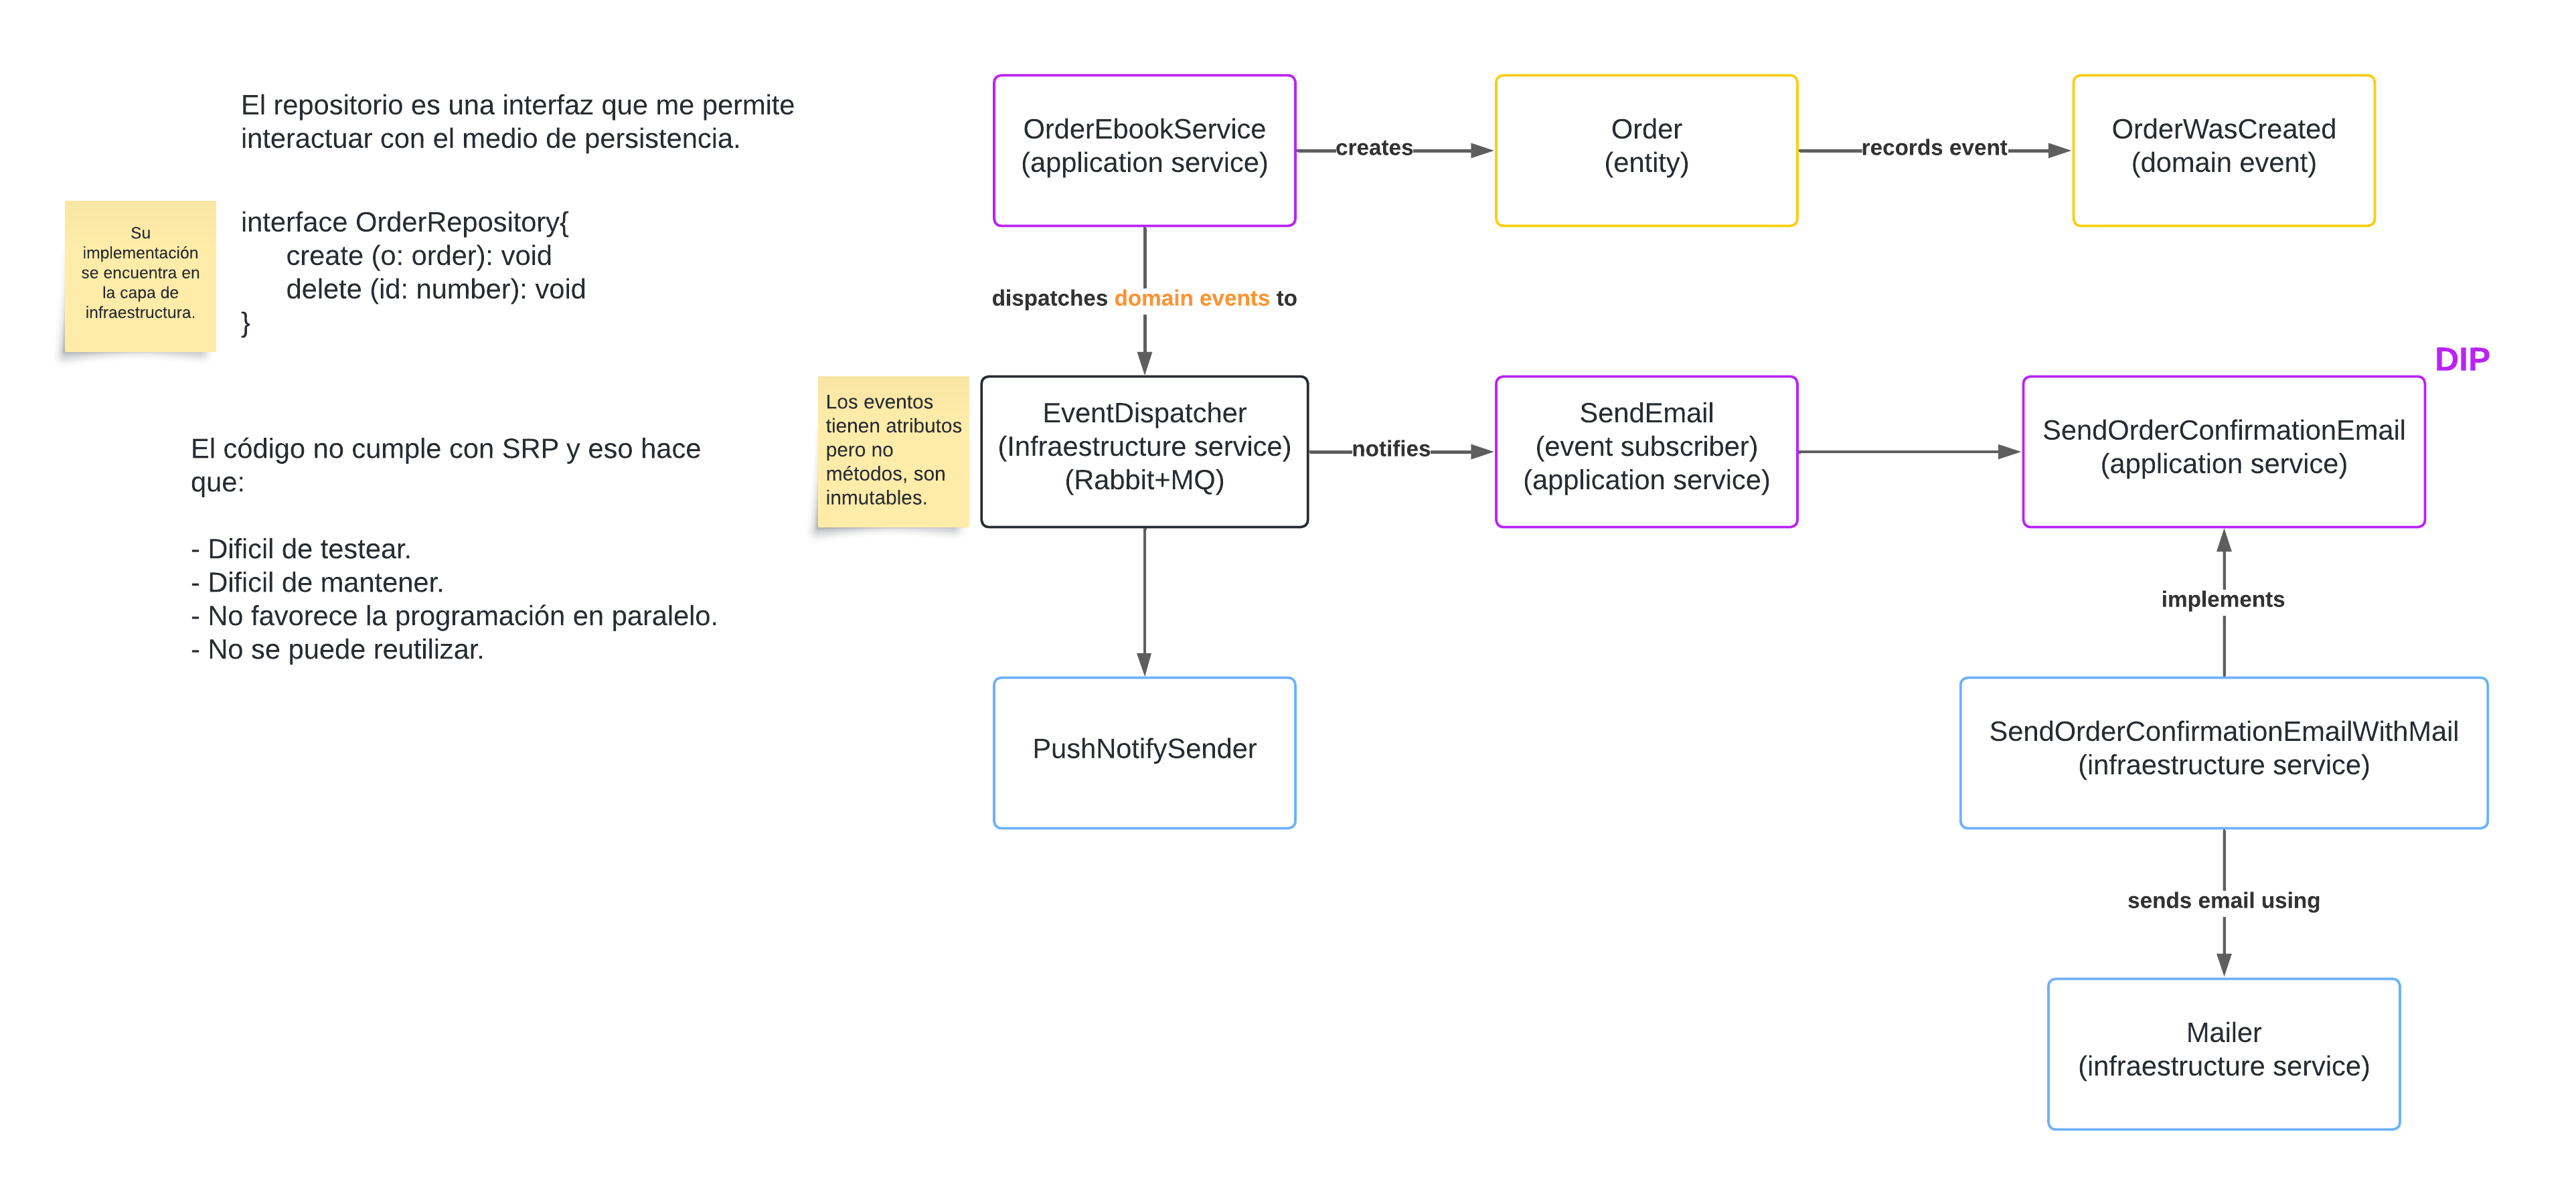 El repositorio es una interfaz que me permite
interactuar con el medio de persistencia.
Su
implementación
se encuentra en
la capa de
infraestructura.
interface OrderRepository{
create (o: order): void
delete (id: number): void
}
El código no cumple con SRP y eso hace
que:
- Dificil de testear.
- Dificil de mantener.
- No favorece la programación en paralelo.
- No se puede reutilizar.
OrderEbookService
(application service)
creates
Order
(entity)
records event
OrderWasCreated
(domain event)
dispatches domain events to
Los eventos
tienen atributos
pero no
métodos, son
inmutables.
EventDispatcher
(Infraestructure service)
(Rabbit+MQ)
notifies
SendEmail
(event subscriber)
(application service)
DIP
SendOrderConfirmationEmail
(application service)
implements
PushNotifySender
SendOrderConfirmationEmailWithMail
(infraestructure service)
sends email using
Mailer
(infraestructure service)